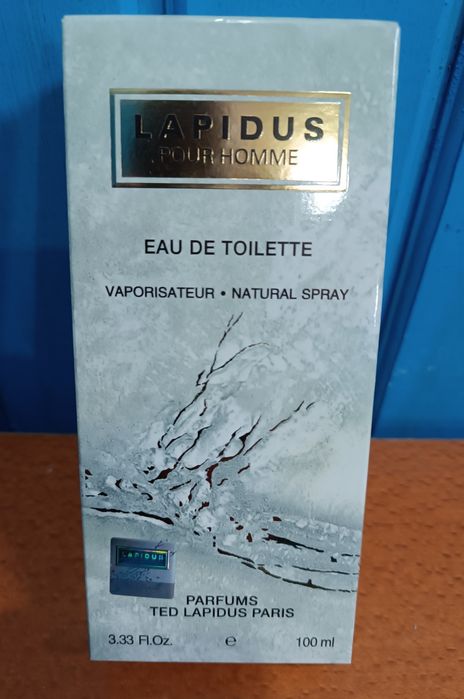 LAPIDUS
POUR HOMME
EAU DE TOILETTE
VAPORISATEUR • NATURAL SPRAY
LAPIDUS
PARFUMS
TED LAPIDUS PARIS
3.33 Fl.Oz. ℮ 100 ml